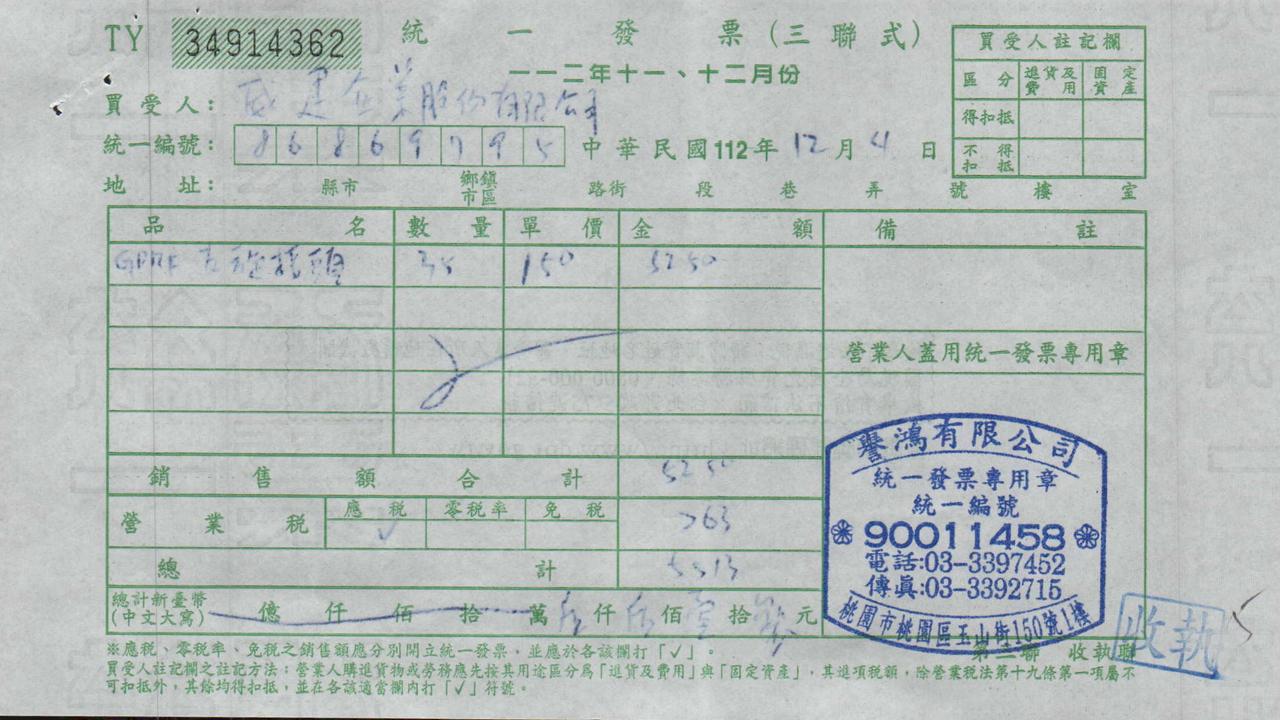 TY 34914362 統一發票(三聯式)
一一二年十一、十二月份
買受人註記欄
區分 進貨及費用 固定資產
得扣抵
不得扣抵
買受人: 企業股份有限公司
統一編號: 86869795 中華民國112年12月4日
地址: 縣市 鄉鎮市區 路街 段 巷 弄 號 樓 室
品名 數量 單價 金額 備註
接頭 35 150 5250
營業人蓋用統一發票專用章
銷售額合計 5250
營業稅 應稅 零稅率 免稅 263
✓
總計 5513
總計新臺幣(中文大寫) 億仟佰拾萬伍仟伍佰壹拾 元
譽鴻有限公司
統一發票專用章
統一編號
90011458
電話:03-3397452
傳真:03-3392715
桃園市桃園區玉山街150號1樓
第三聯 收執聯
收執
5
※應稅、零稅率、免稅之銷售額應分別開立統一發票,並應於各該欄打「✓」。
買受人註記欄之註記方法:營業人購進貨物或勞務應先按其用途區分為「進貨及費用」與「固定資產」,其進項稅額,除營業稅法第十九條第一項屬不
可扣抵外,其餘均得扣抵,並在各該適當欄內打「✓」符號。